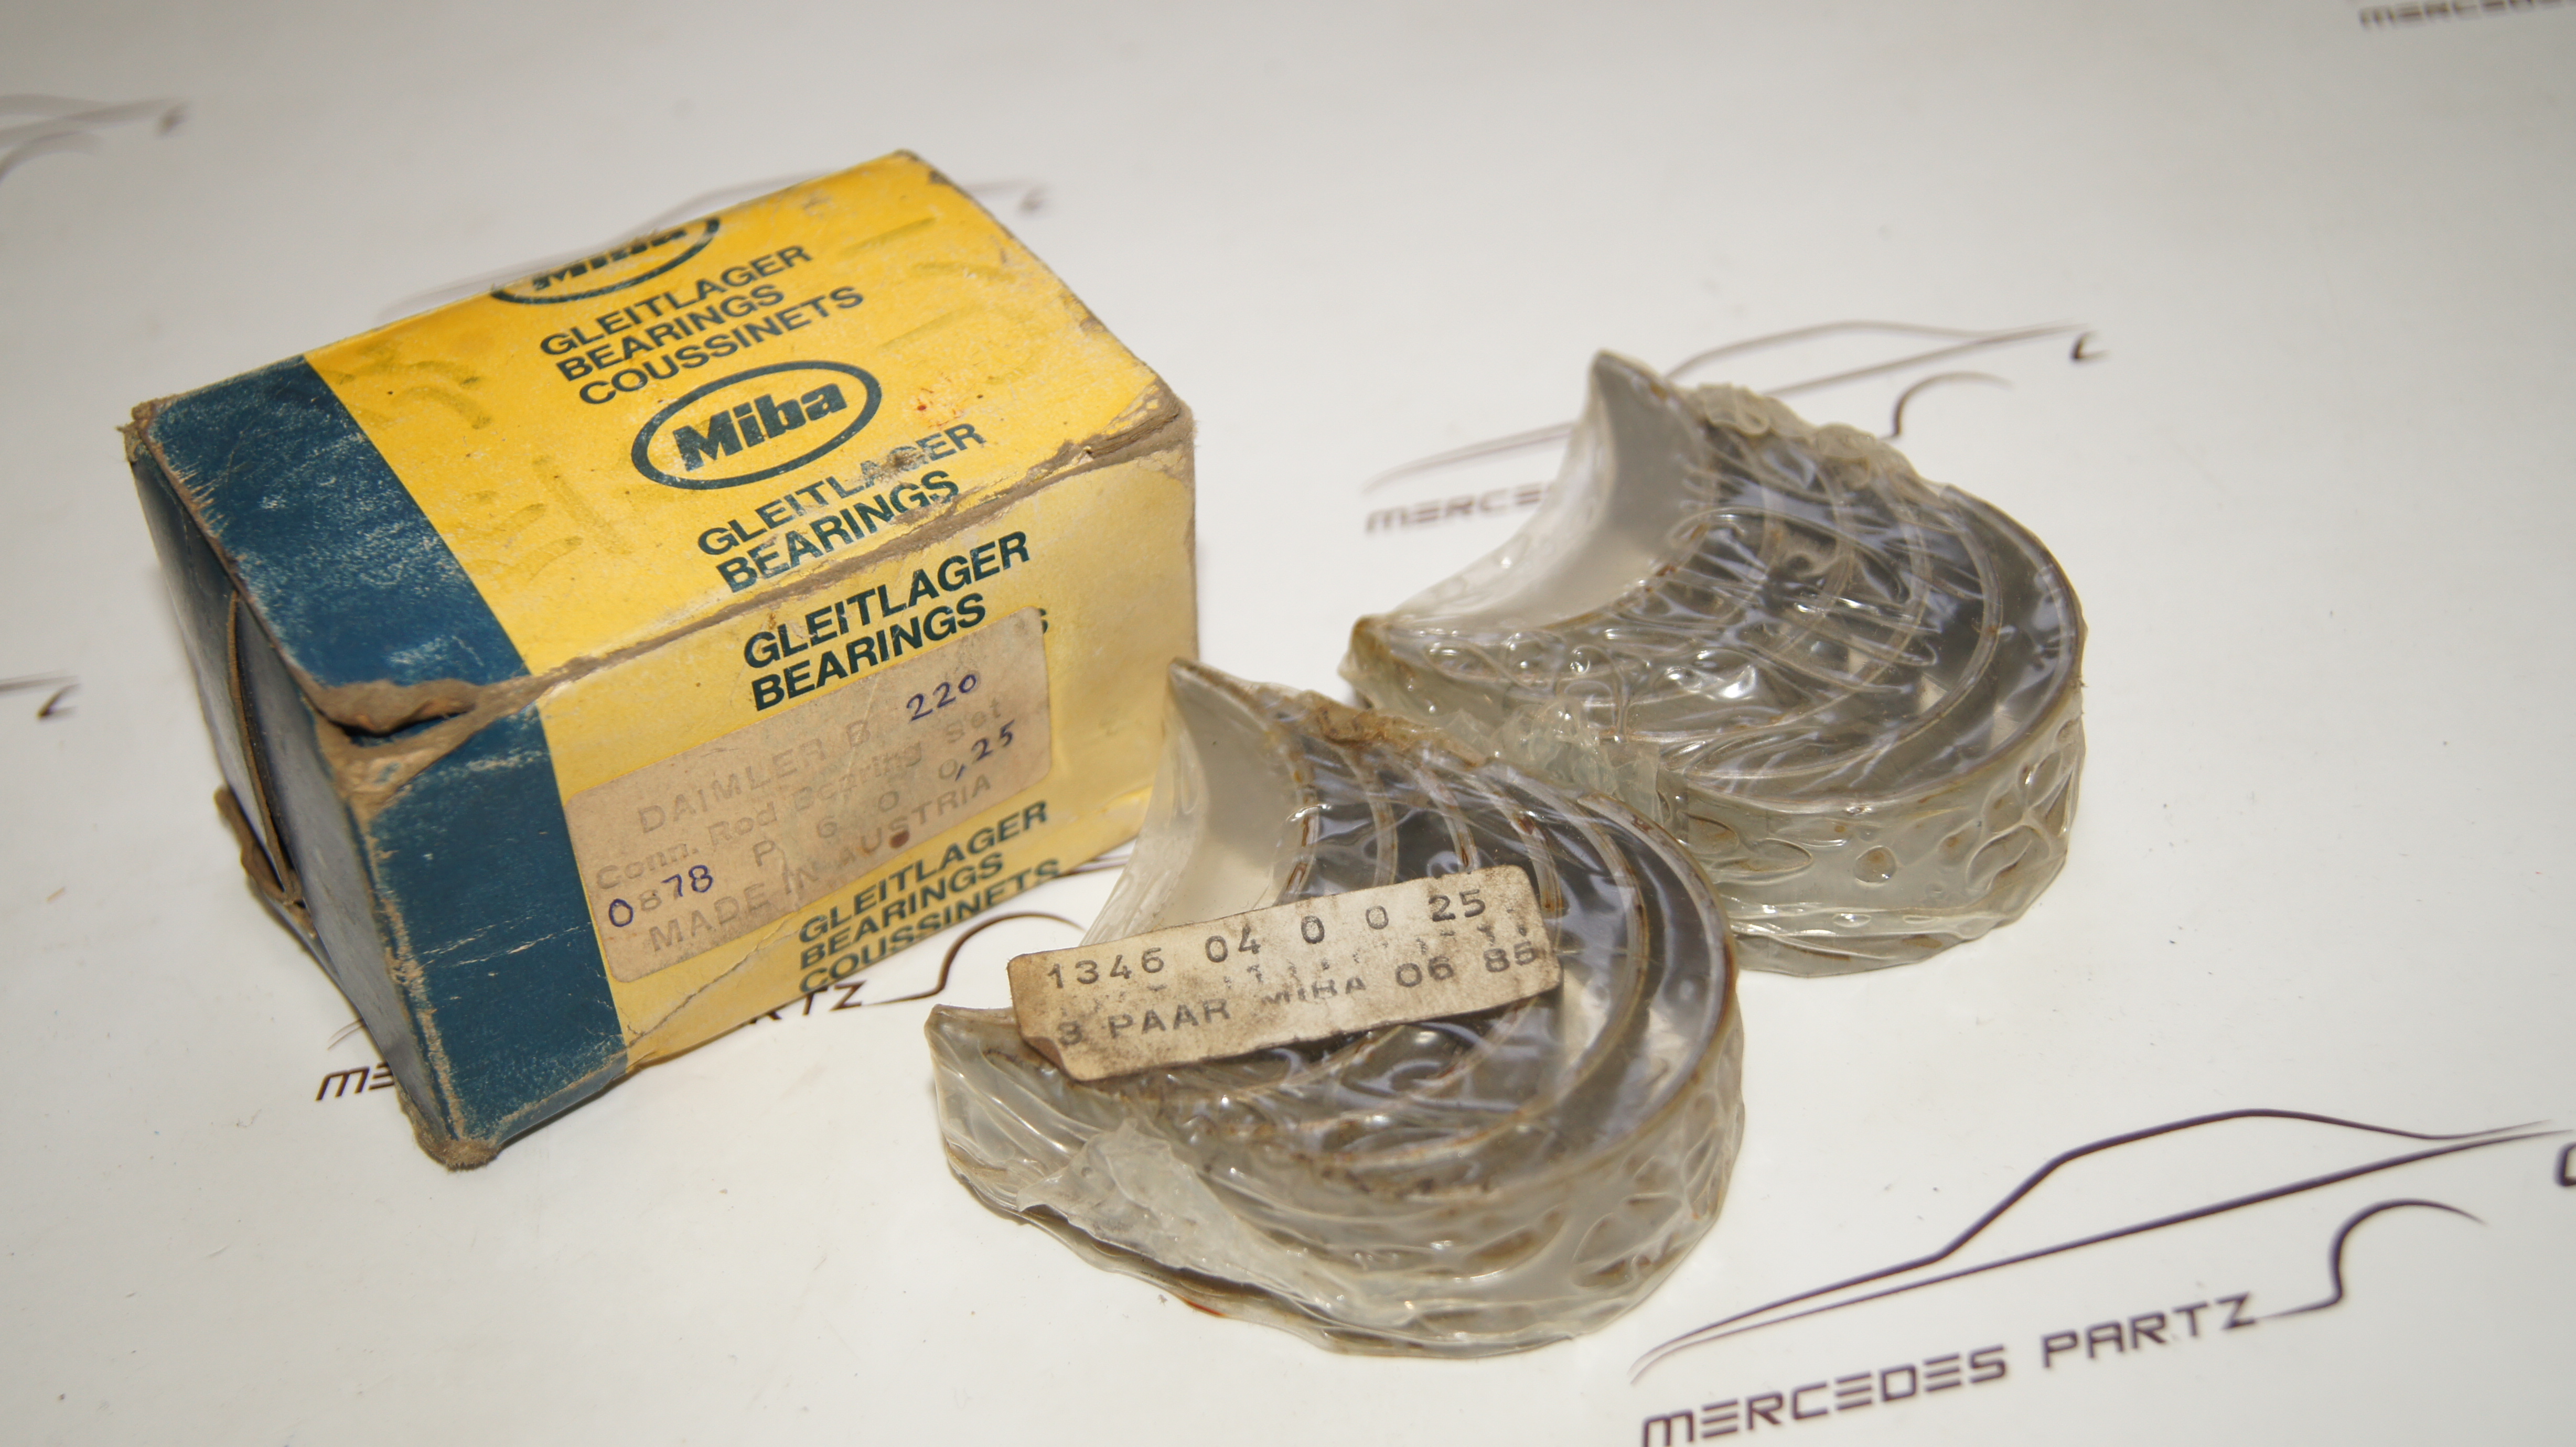 Miba
GLEITLAGER
BEARINGS
COUSSINETS
Miba
GLEITLAGER
BEARINGS
GLEITLAGER
BEARINGS
DAIMLER B. 220
Conn. Rod Bearing Set
0878 P 6 0 0,25
MADE IN AUSTRIA
GLEITLAGER
BEARINGS
COUSSINETS
1346 04 0 0 25
3 PAAR MIBA 06 85
MERCEDES PARTZ